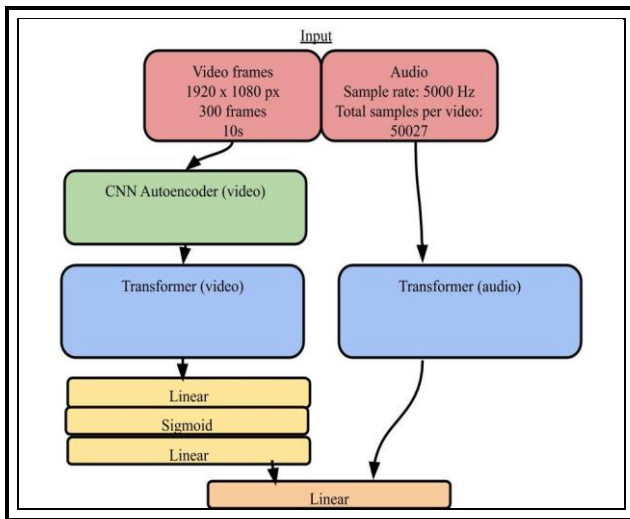 Input
Video frames
1920 x 1080 px
300 frames
10s
Audio
Sample rate: 5000 Hz
Total samples per video:
50027
CNN Autoencoder (video)
Transformer (video)
Transformer (audio)
Linear
Sigmoid
Linear
Linear